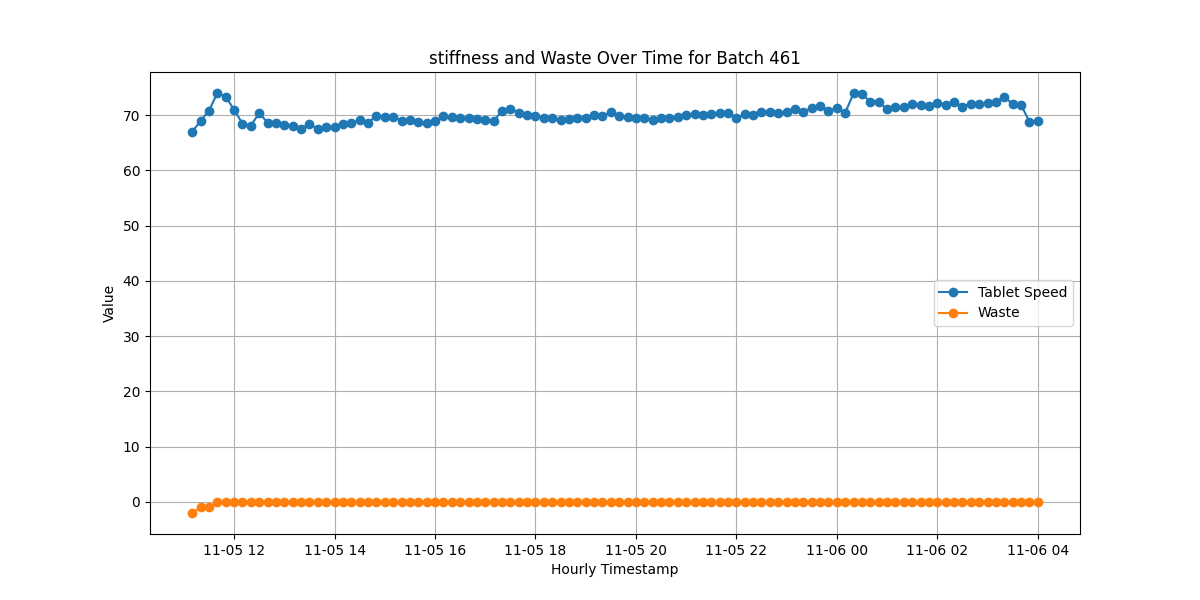 stiffness and Waste Over Time for Batch 461
Value
70
60
50
40
30
20
10
0
Tablet Speed
Waste
11-05 12 11-05 14 11-05 16 11-05 18 11-05 20 11-05 22 11-06 00 11-06 02 11-06 04
Hourly Timestamp